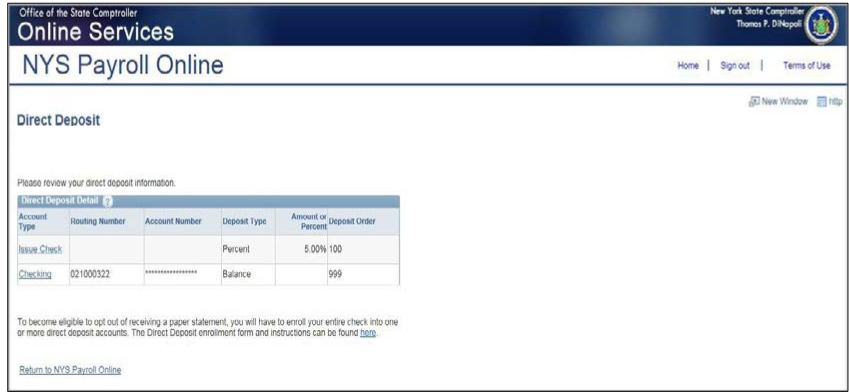 Office of the State Comptroller
Online Services
New York State Comptroller
Thomas P. DiNapoli
NYS Payroll Online
Home | Sign out | Terms of Use
New Window http
Direct Deposit
Please review your direct deposit information.
Direct Deposit Detail ?
Account Type Routing Number Account Number Deposit Type Amount or Percent Deposit Order
Issue Check Percent 5.00% 100
Checking 021000322 ***************** Balance 999
To become eligible to opt out of receiving a paper statement, you will have to enroll your entire check into one
or more direct deposit accounts. The Direct Deposit enrollment form and instructions can be found here.
Return to NYS Payroll Online